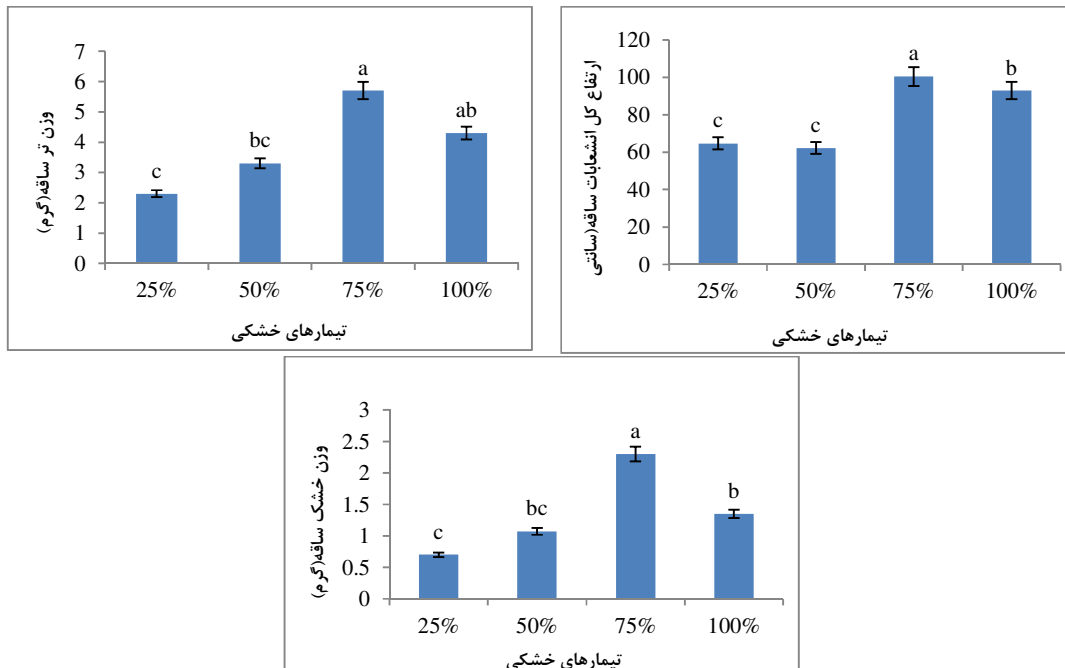 وزن تر ساقه(گرم)
7
6
5
4
3
2
1
0
c
bc
a
ab
25%
50%
75%
100%
تیمارهای خشکی
ارتفاع کل انشعابات ساقه(سانتی
120
100
80
60
40
20
0
c
c
a
b
25%
50%
75%
100%
تیمارهای خشکی
وزن خشک ساقه(گرم)
3
2.5
2
1.5
1
0.5
0
c
bc
a
b
25%
50%
75%
100%
تیمارهای خشکی